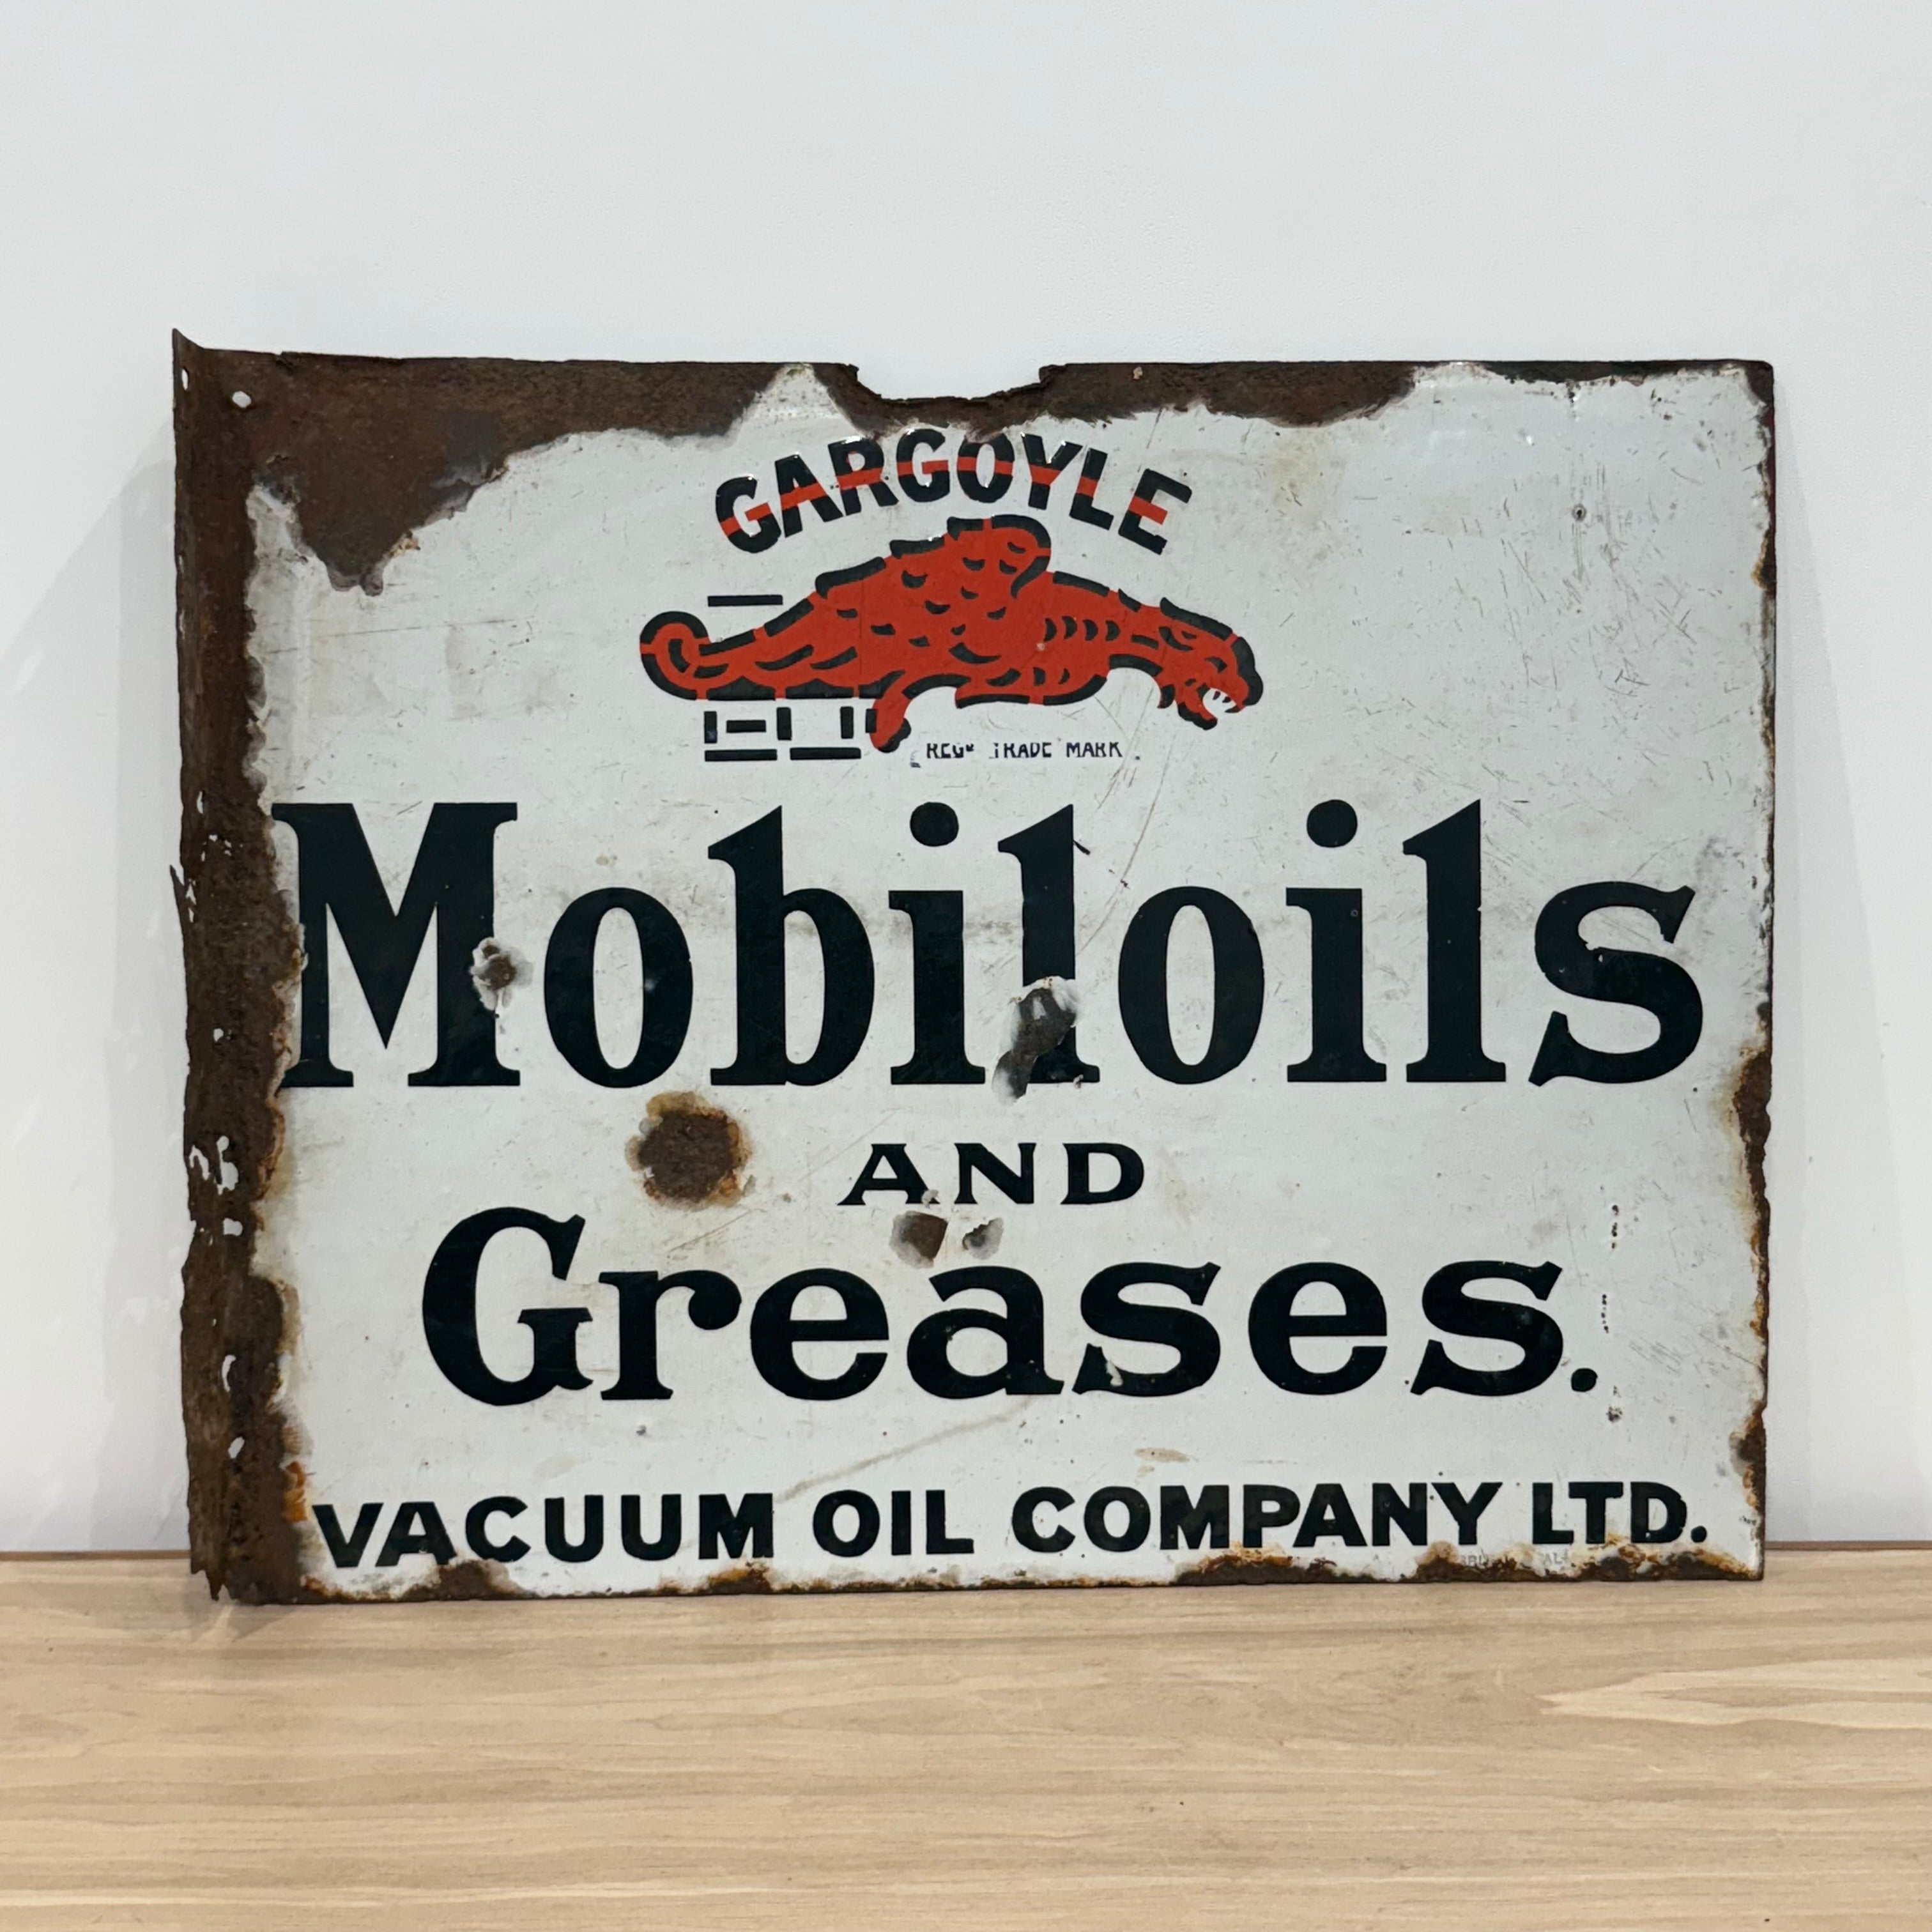 GARGOYLE
REGD TRADE MARK
Mobiloils
AND
Greases.
VACUUM OIL COMPANY LTD.